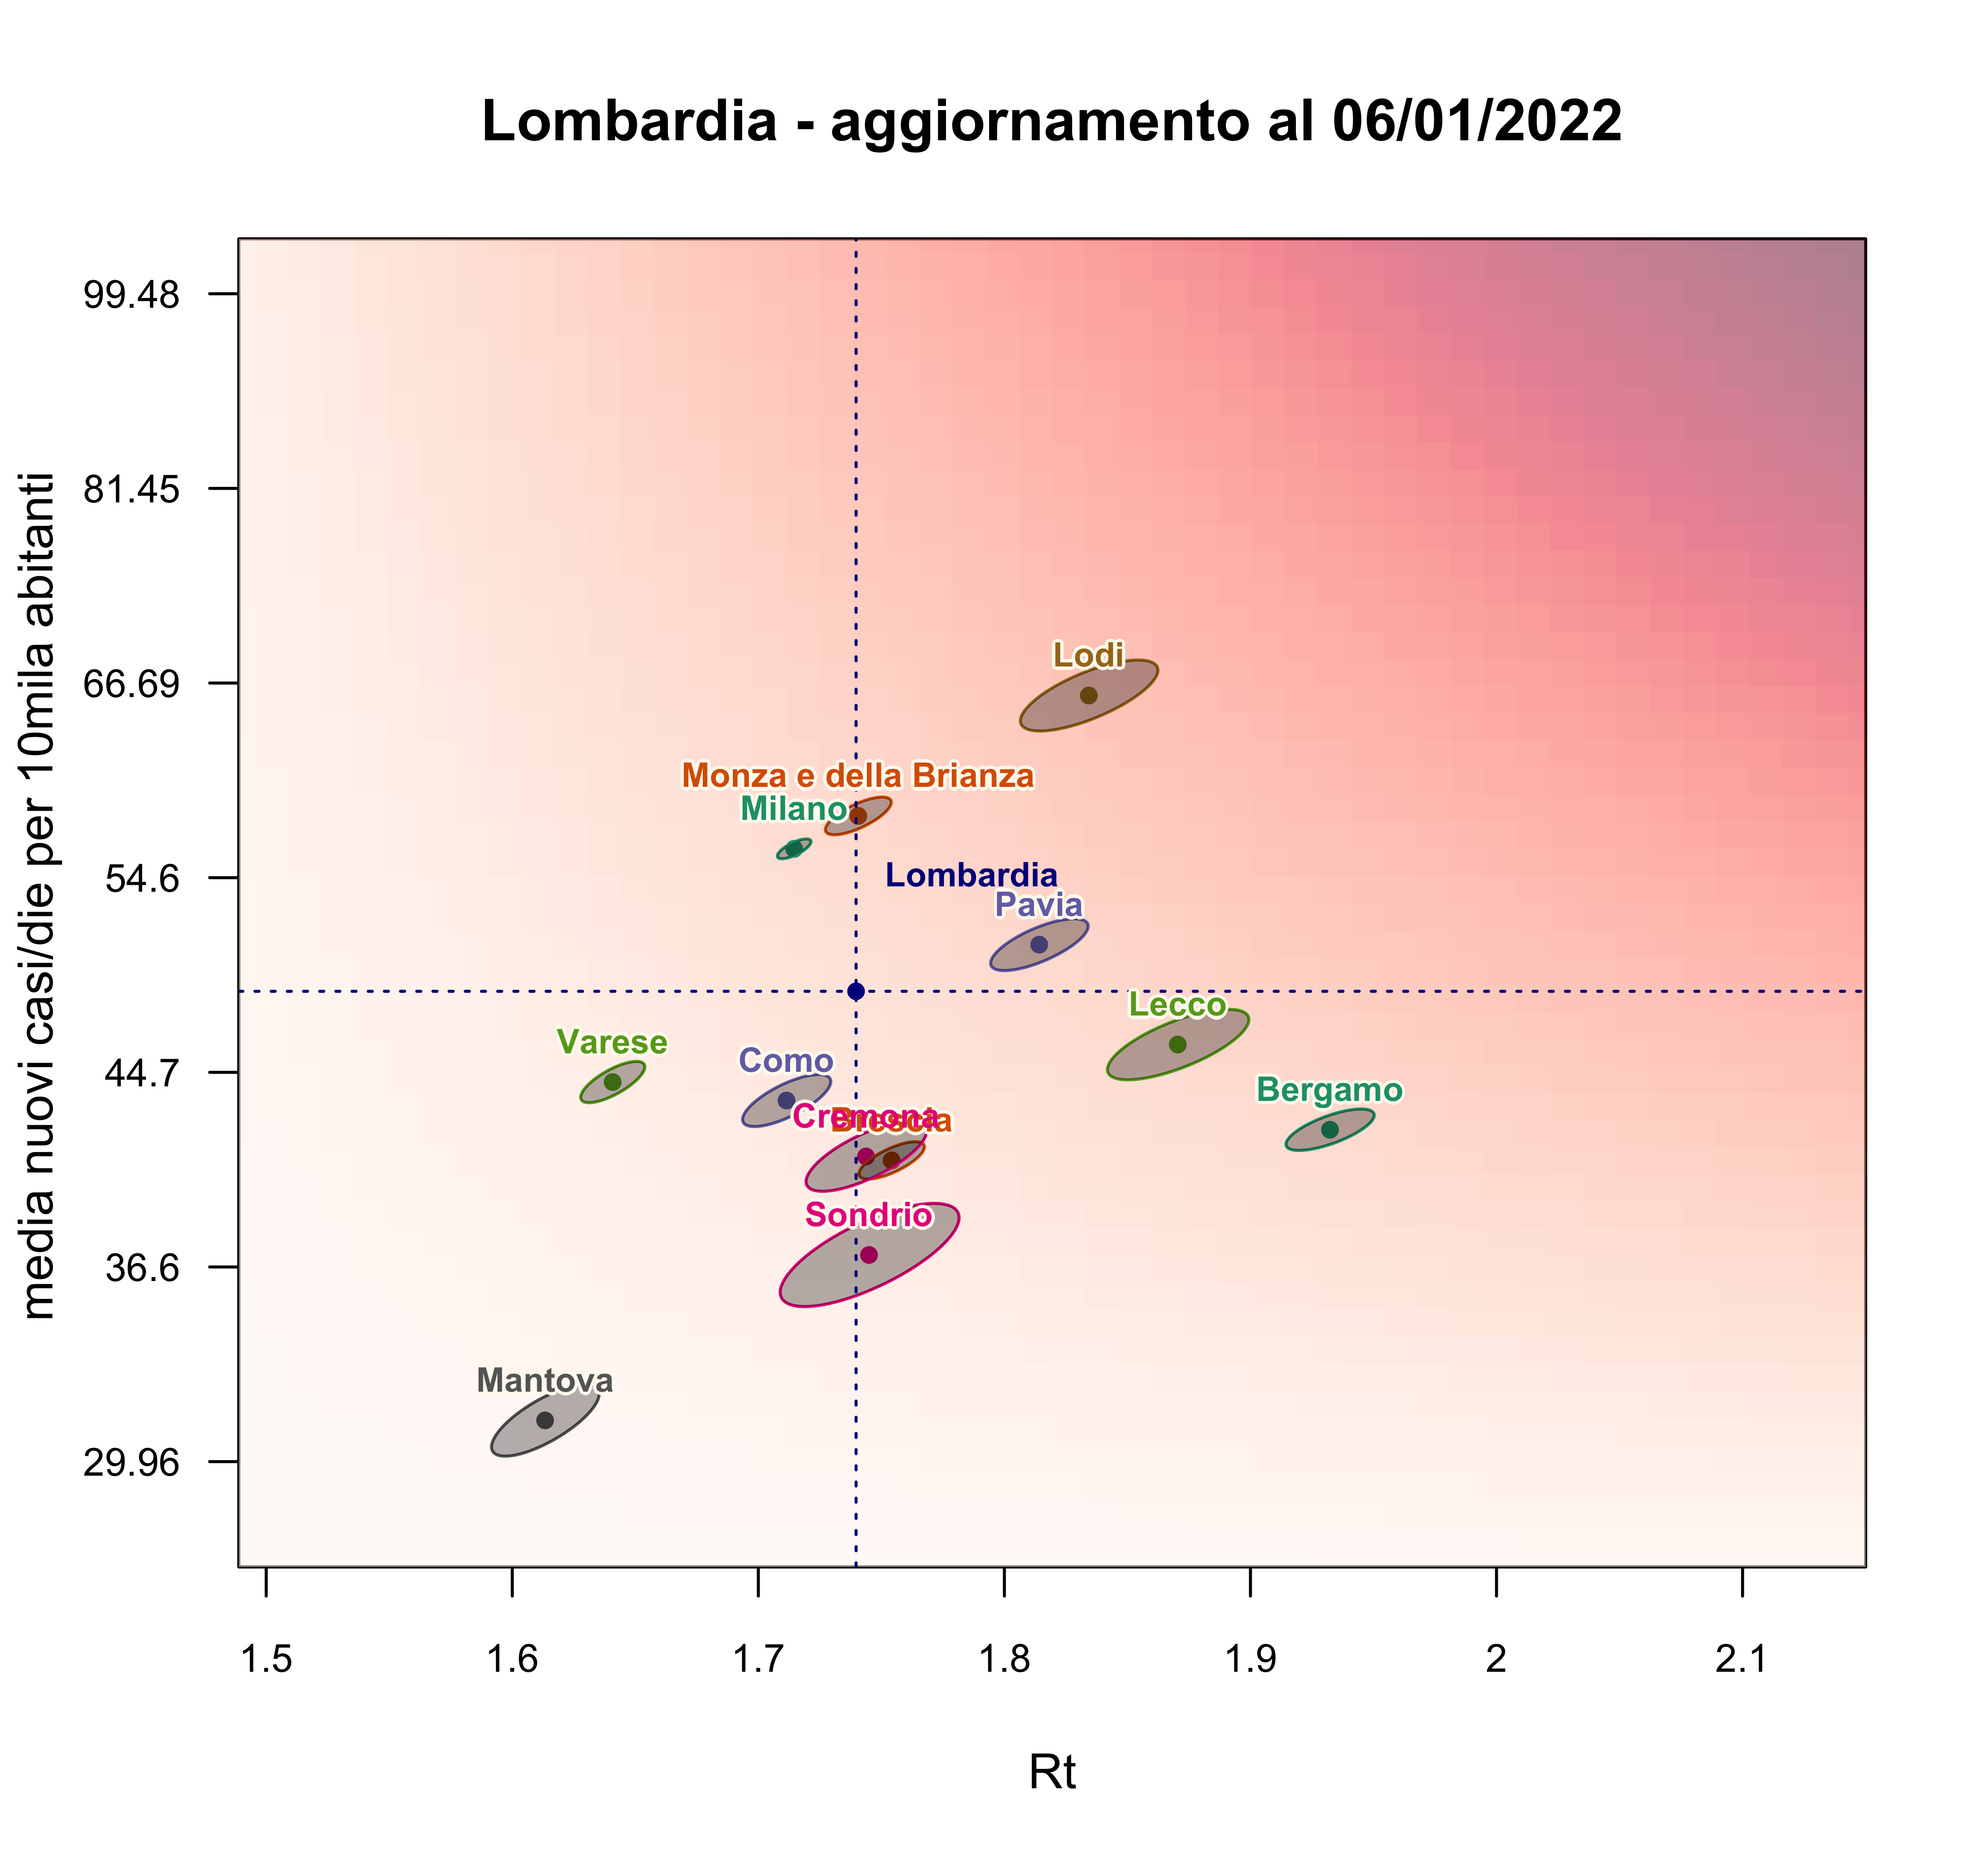 Lombardia - aggiornamento al 06/01/2022
media nuovi casi/die per 10mila abitanti
99.48
81.45
66.69
54.6
44.7
36.6
29.96
Lodi
Monza e della Brianza
Milano
Lombardia
Pavia
Lecco
Varese
Como
Bergamo
Cremona
Brescia
Sondrio
Mantova
1.5 1.6 1.7 1.8 1.9 2 2.1
Rt